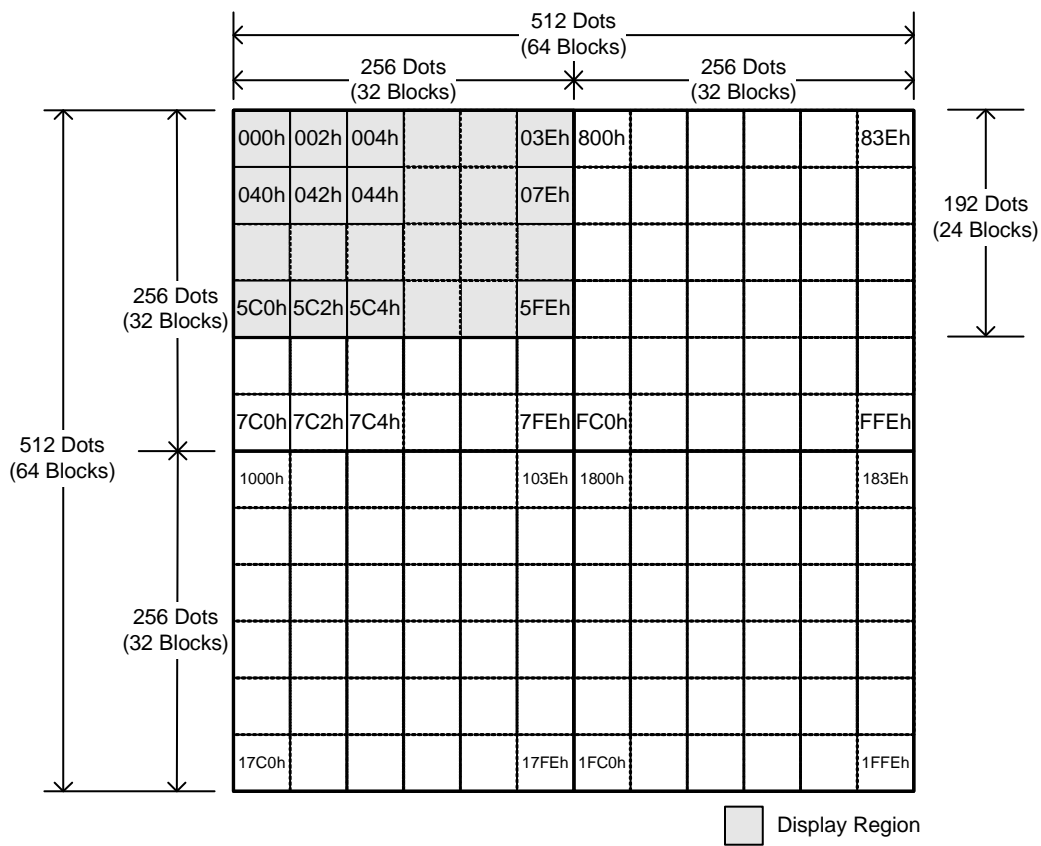 512 Dots
(64 Blocks)
256 Dots
(32 Blocks)
256 Dots
(32 Blocks)
000h 002h 004h 03Eh 800h 83Eh
040h 042h 044h 07Eh
192 Dots
(24 Blocks)
256 Dots
(32 Blocks)
5C0h 5C2h 5C4h 5FEh
7C0h 7C2h 7C4h 7FEh FC0h FFEh
512 Dots
(64 Blocks)
1000h 103Eh 1800h 183Eh
256 Dots
(32 Blocks)
17C0h 17FEh 1FC0h 1FFEh
Display Region